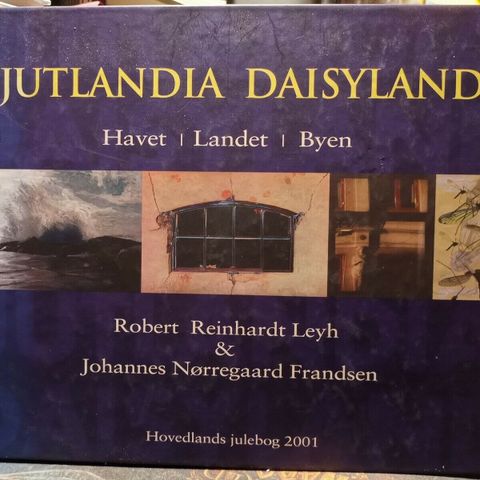 JUTLANDIA DAISYLAND
Havet | Landet | Byen
Robert Reinhardt Leyh
&
Johannes Nørregaard Frandsen
Hovedlands julebog 2001